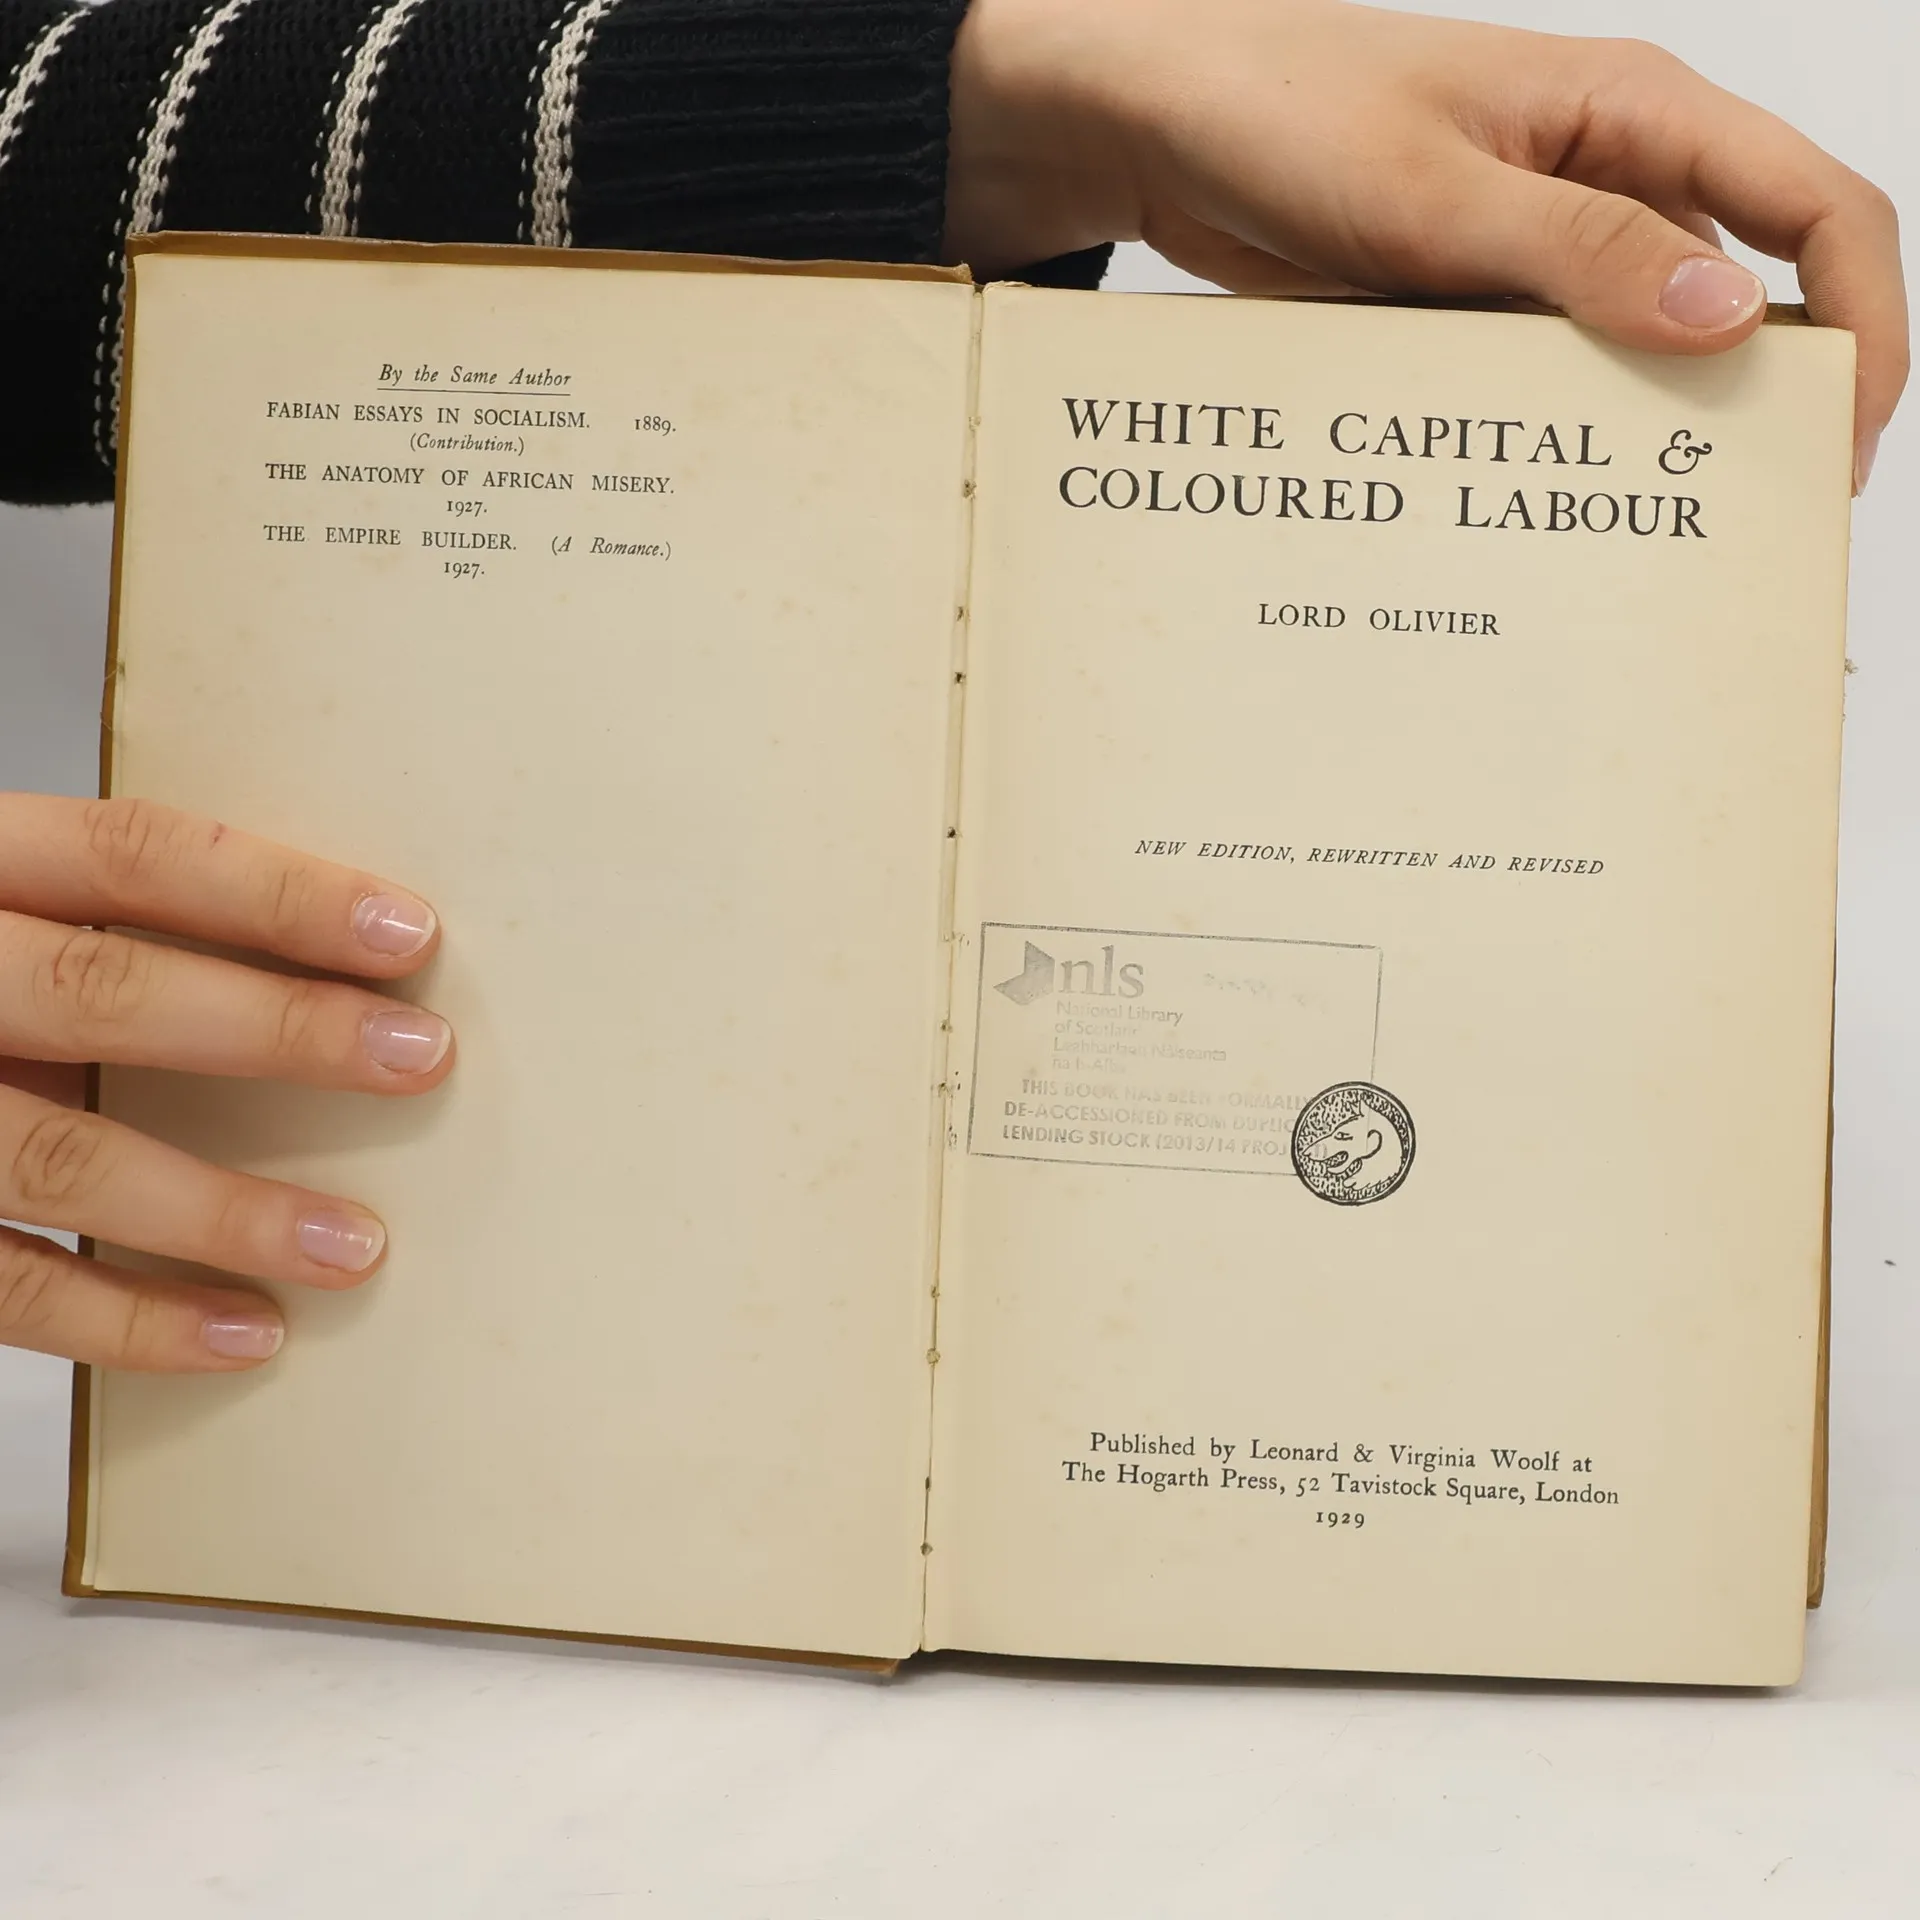 By the Same Author
FABIAN ESSAYS IN SOCIALISM. 1889.
(Contribution.)
THE ANATOMY OF AFRICAN MISERY.
1927.
THE EMPIRE BUILDER. (A Romance.)
1927.
WHITE CAPITAL &
COLOURED LABOUR
LORD OLIVIER
NEW EDITION, REWRITTEN AND REVISED
nls
National Library
of Scotland
na h-Alba
THIS BOOK HAS BEEN FORMALLY
DE-ACCESSIONED FROM
LENDING STOCK (2013/14
Published by Leonard & Virginia Woolf at
The Hogarth Press, 52 Tavistock Square, London
1929